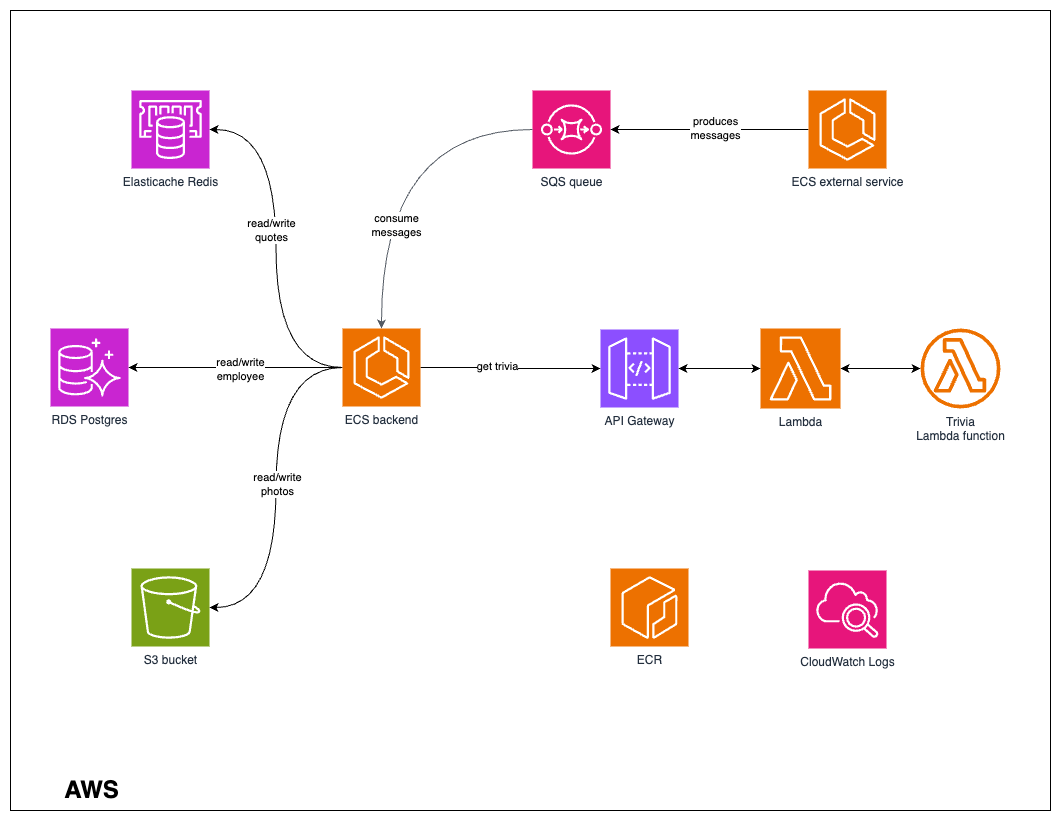 Elasticache Redis
SQS queue
produces
messages
ECS external service
read/write
quotes
consume
messages
RDS Postgres
read/write
employee
ECS backend
get trivia
</>
API Gateway
Lambda
Trivia
Lambda function
read/write
photos
S3 bucket
ECR
CloudWatch Logs
AWS